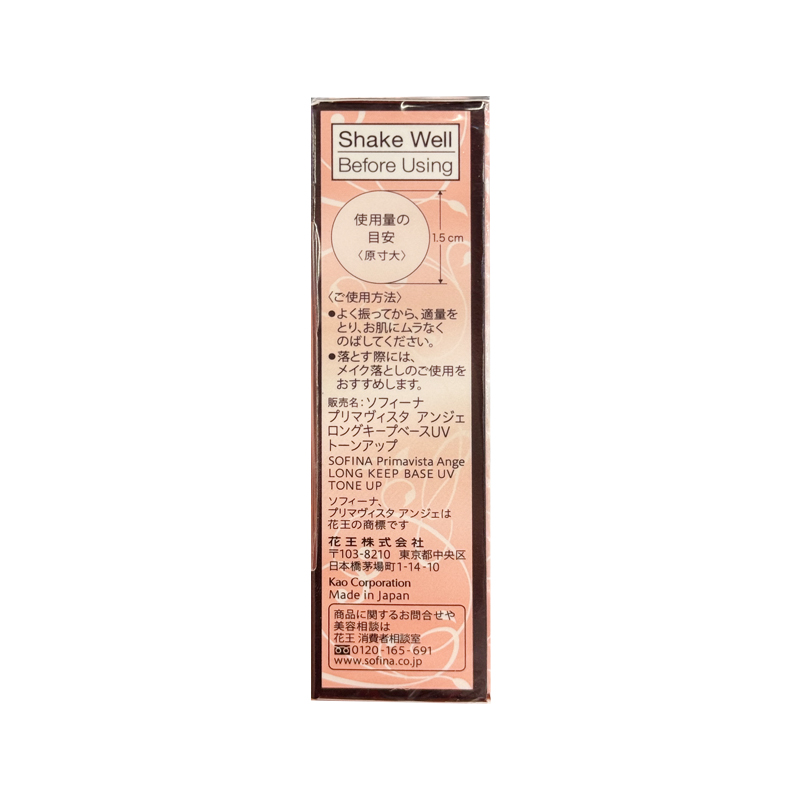 Shake Well
Before Using
使用量の
目安
〈原寸大〉
1.5cm
〈ご使用方法〉
●よく振ってから、適量を
とり、お肌にムラなく
のばしてください。
●落とす際には、
メイク落としのご使用を
おすすめします。
販売名：ソフィーナ
プリマヴィスタ アンジェ
ロングキープベースUV
トーンアップ
SOFINA Primavista Ange
LONG KEEP BASE UV
TONE UP
ソフィーナ、
プリマヴィスタ アンジェは
花王の商標です
花王株式会社
〒103-8210 東京都中央区
日本橋茅場町1-14-10
Kao Corporation
Made in Japan
商品に関するお問合せや
美容相談は
花王 消費者相談室
0120-165-691
www.sofina.co.jp